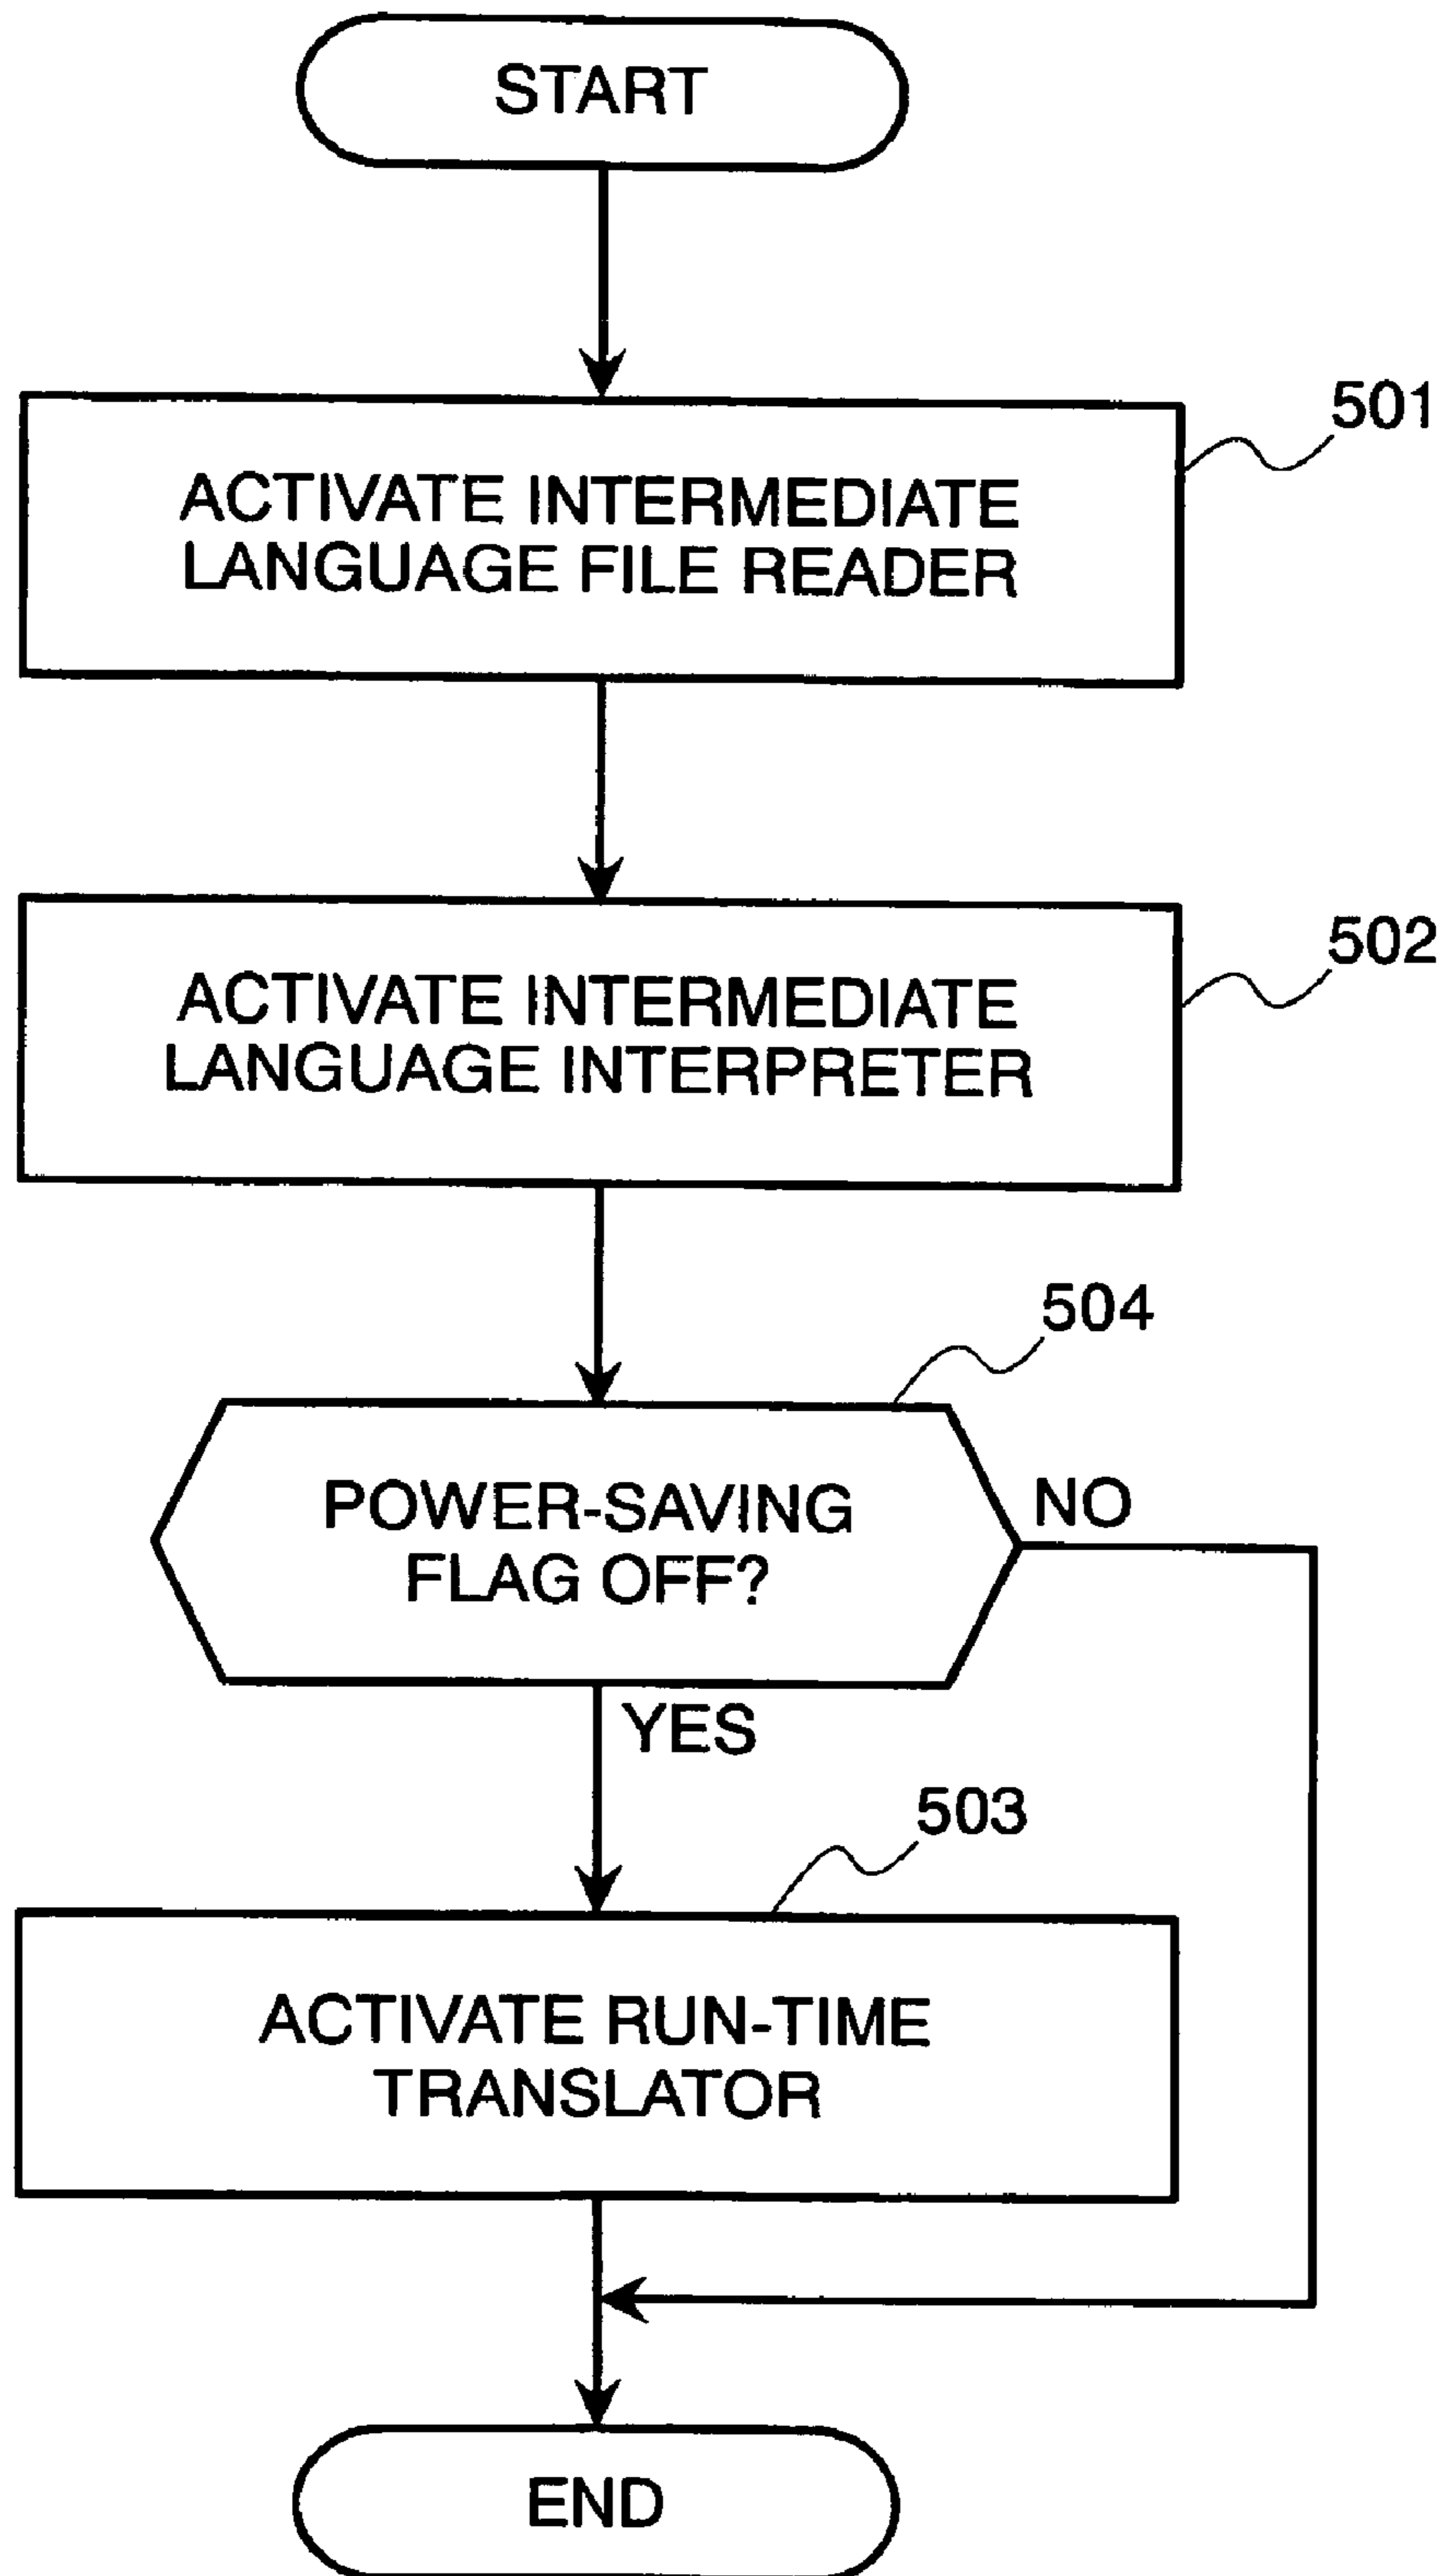 START
501
ACTIVATE INTERMEDIATE
LANGUAGE FILE READER
502
ACTIVATE INTERMEDIATE
LANGUAGE INTERPRETER
504
POWER-SAVING
FLAG OFF?
NO
YES
503
ACTIVATE RUN-TIME
TRANSLATOR
END